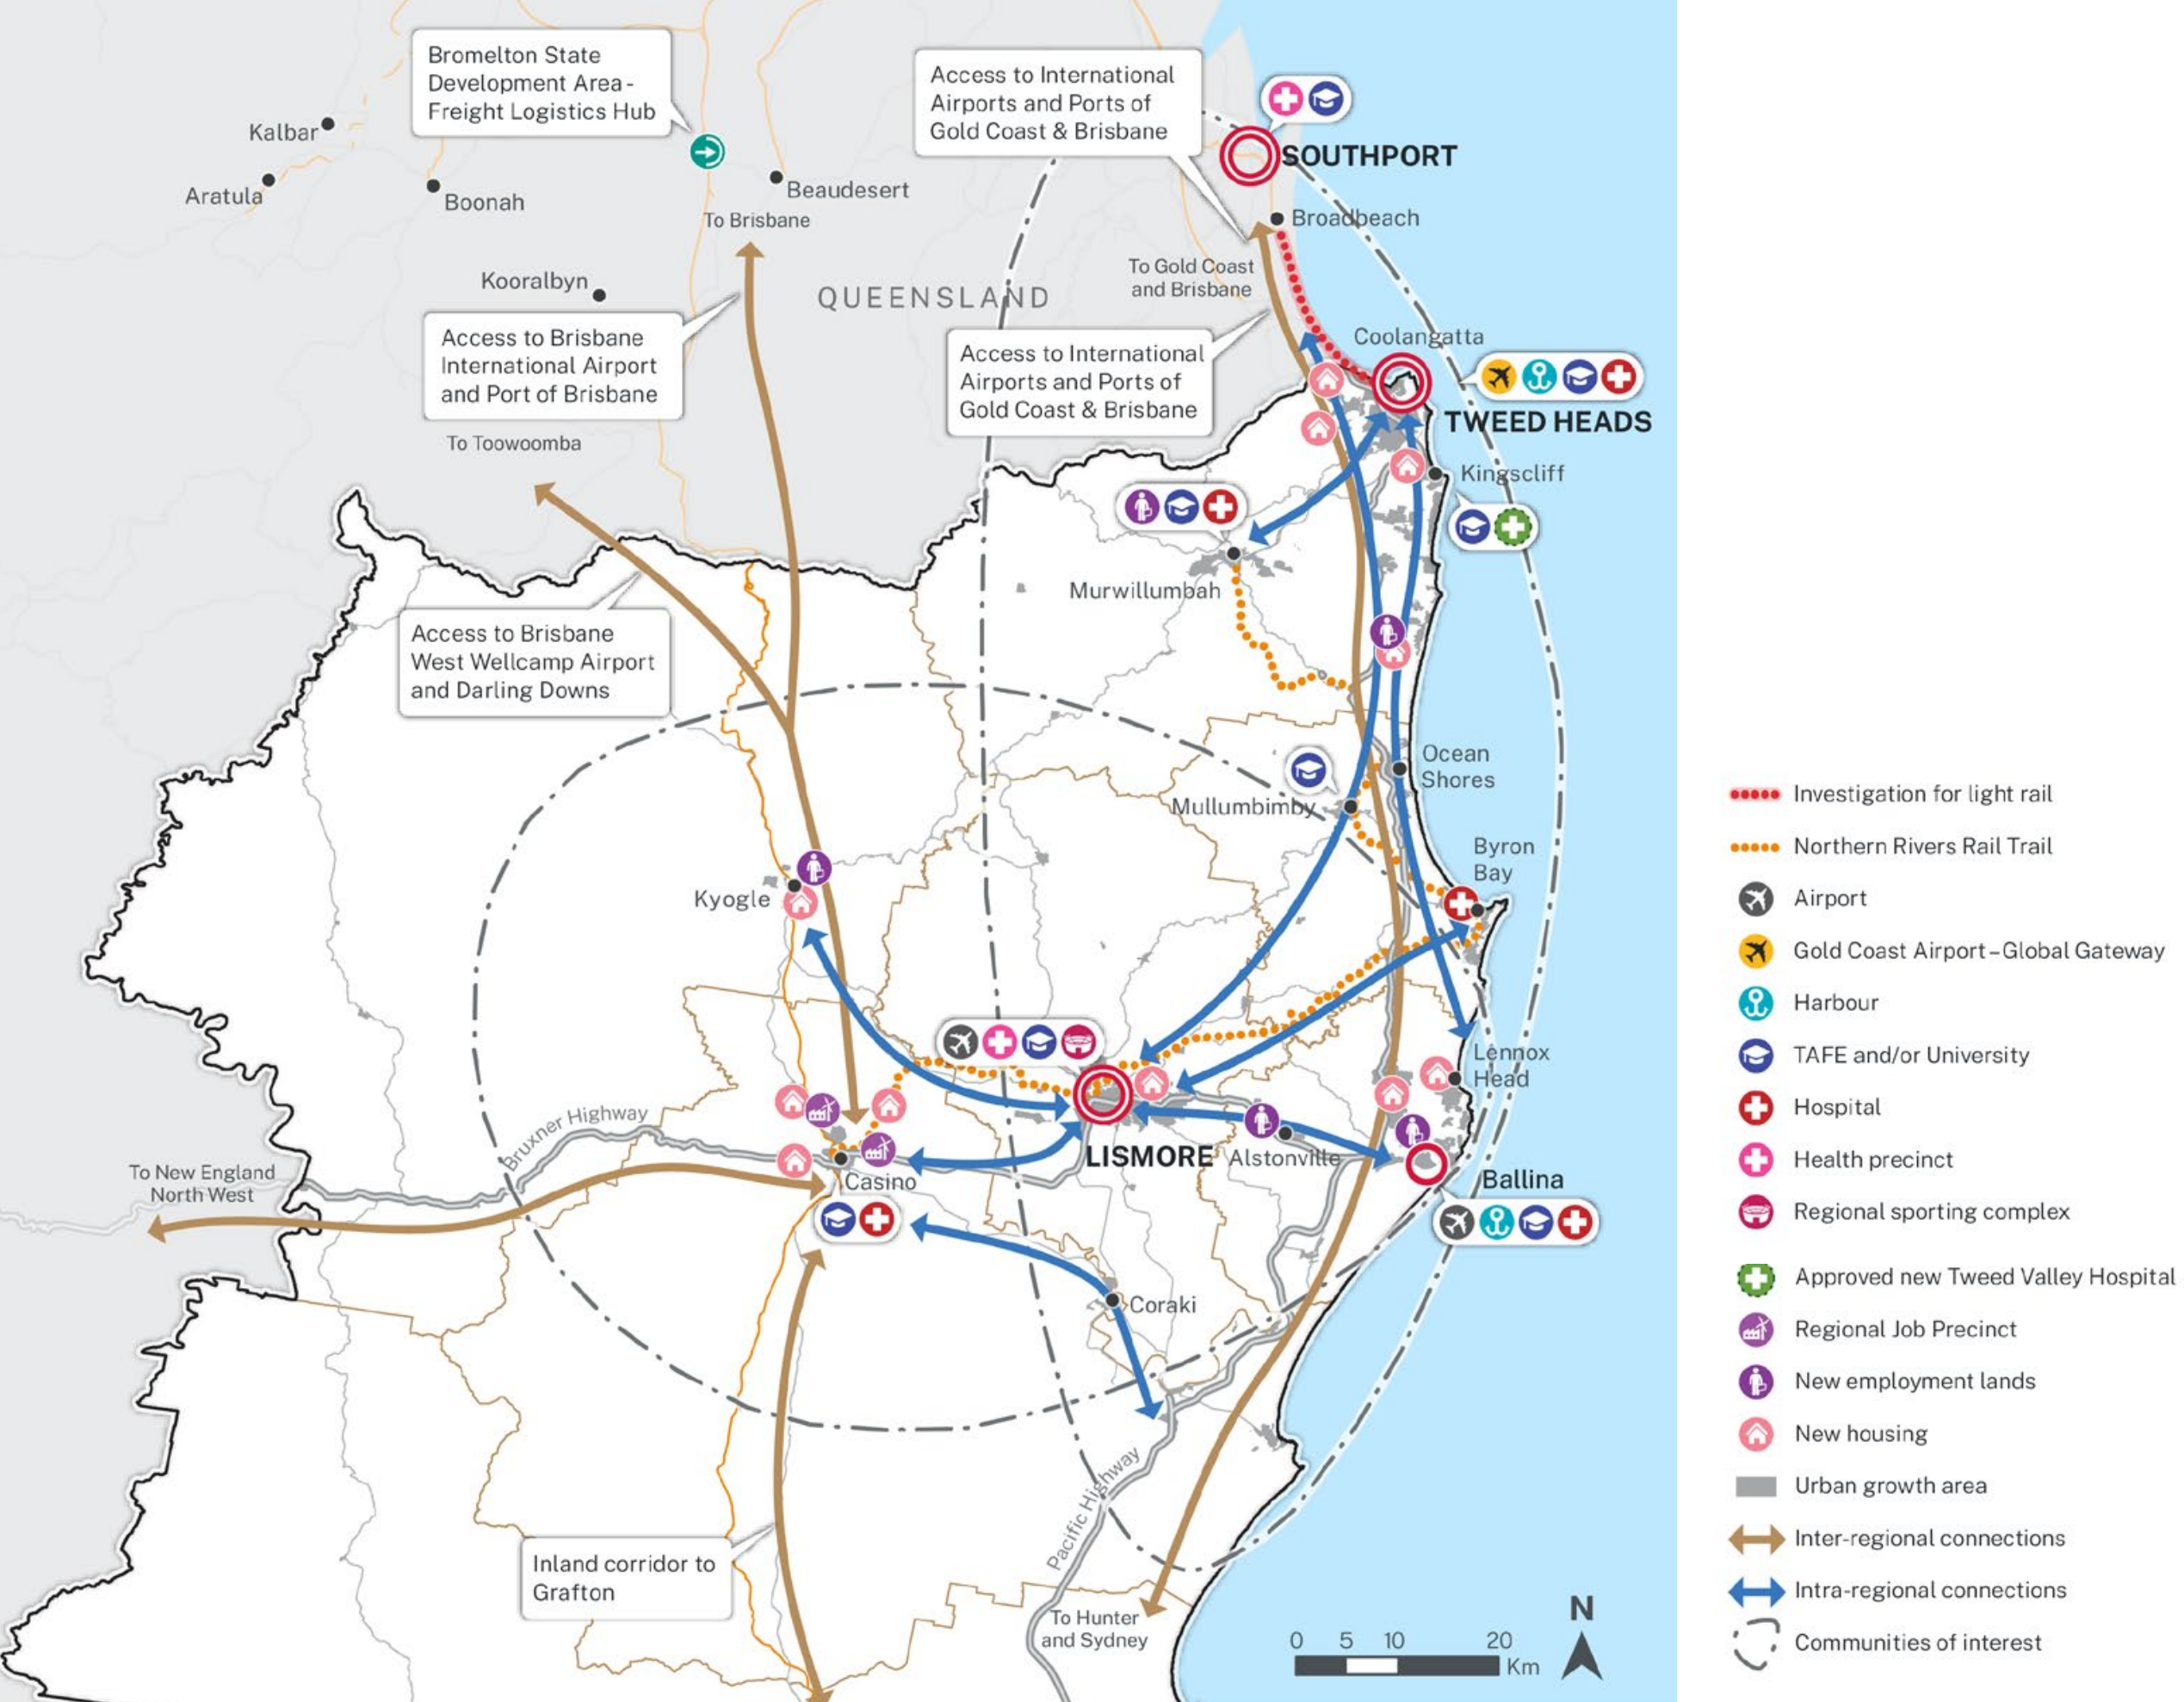 Bromelton State
Development Area -
Freight Logistics Hub
Access to International
Airports and Ports of
Gold Coast & Brisbane
Kalbar
Aratula
Boonah
Beaudesert
To Brisbane
SOUTHPORT
Broadbeach
Kooralbyn
QUEENSLAND
To Gold Coast
and Brisbane
Access to Brisbane
International Airport
and Port of Brisbane
Access to International
Airports and Ports of
Gold Coast & Brisbane
Coolangatta
TWEED HEADS
To Toowoomba
Kingscliff
Murwillumbah
Access to Brisbane
West Wellcamp Airport
and Darling Downs
Ocean
Shores
Mullumbimby
Byron
Bay
Kyogle
Lennox
Head
Bruxner Highway
LISMORE
Alstonville
To New England
North West
Casino
Ballina
Coraki
Pacific Highway
Inland corridor to
Grafton
To Hunter
and Sydney
0 5 10 20
Km
N
Investigation for light rail
Northern Rivers Rail Trail
Airport
Gold Coast Airport – Global Gateway
Harbour
TAFE and/or University
Hospital
Health precinct
Regional sporting complex
Approved new Tweed Valley Hospital
Regional Job Precinct
New employment lands
New housing
Urban growth area
Inter-regional connections
Intra-regional connections
Communities of interest